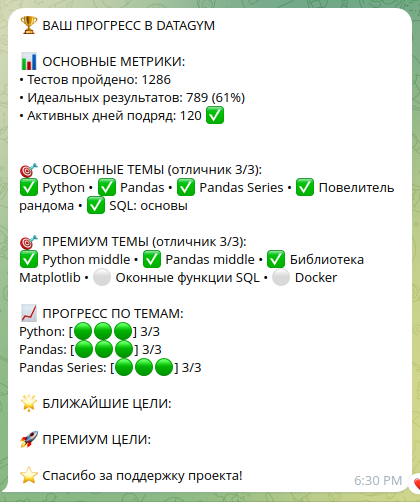 🏆 ВАШ ПРОГРЕСС В DATAGYM
📊 ОСНОВНЫЕ МЕТРИКИ:
• Тестов пройдено: 1286
• Идеальных результатов: 789 (61%)
• Активных дней подряд: 120 ✅
🎯 ОСВОЕННЫЕ ТЕМЫ (отличник 3/3):
✅ Python • ✅ Pandas • ✅ Pandas Series • ✅ Повелитель
рандома • ✅ SQL: основы
🎯 ПРЕМИУМ ТЕМЫ (отличник 3/3):
✅ Python middle • ✅ Pandas middle • ✅ Библиотека
Matplotlib • ⚪ Оконные функции SQL • ⚪ Docker
📈 ПРОГРЕСС ПО ТЕМАМ:
Python: [🟢🟢🟢] 3/3
Pandas: [🟢🟢🟢] 3/3
Pandas Series: [🟢🟢🟢] 3/3
🌟 БЛИЖАЙШИЕ ЦЕЛИ:
🚀 ПРЕМИУМ ЦЕЛИ:
⭐ Спасибо за поддержку проекта!
6:30 PM